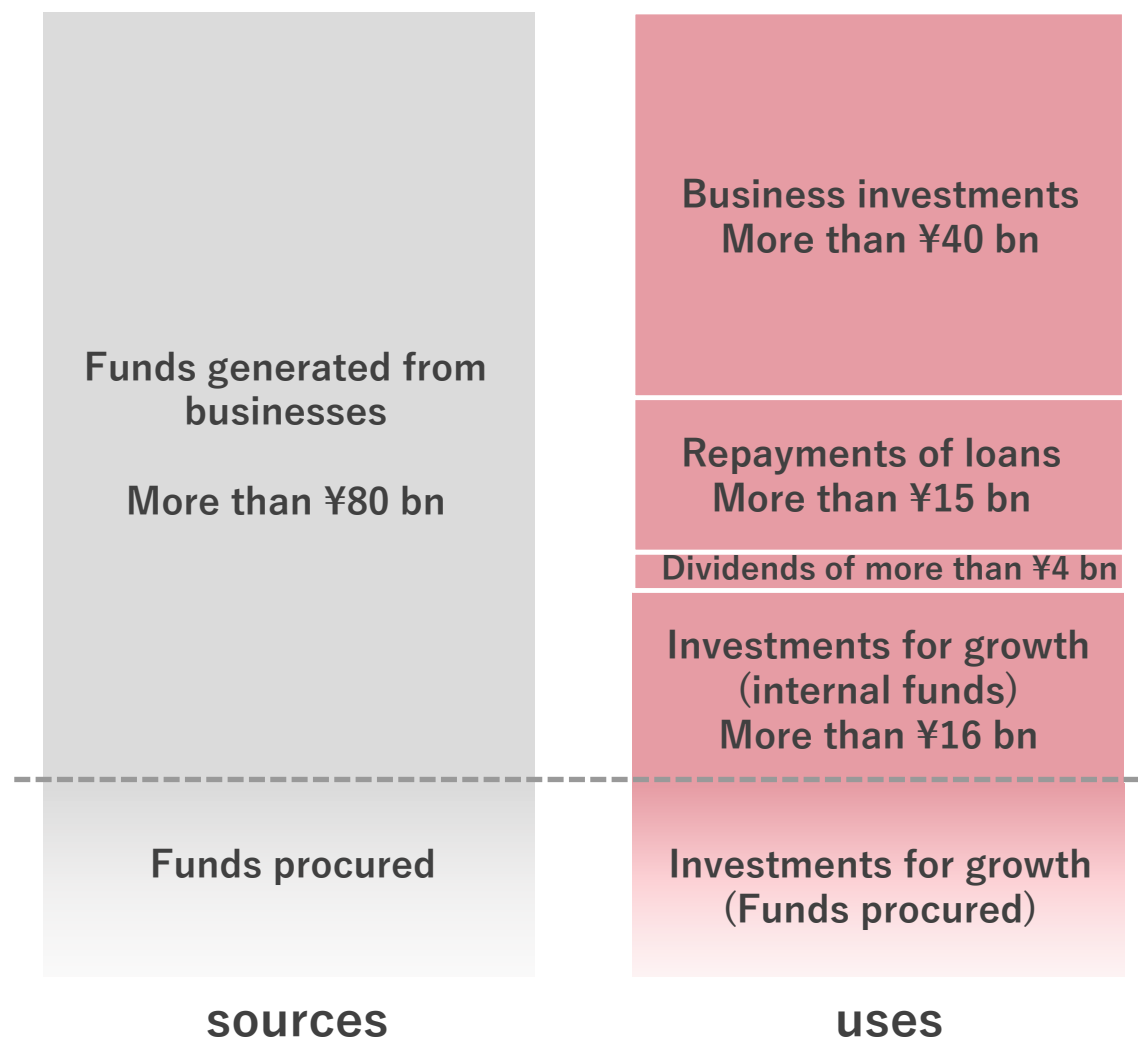 Funds generated from
businesses
More than ¥80 bn
Funds procured
sources
Business investments
More than ¥40 bn
Repayments of loans
More than ¥15 bn
Dividends of more than ¥4 bn
Investments for growth
(internal funds)
More than ¥16 bn
Investments for growth
(Funds procured)
uses